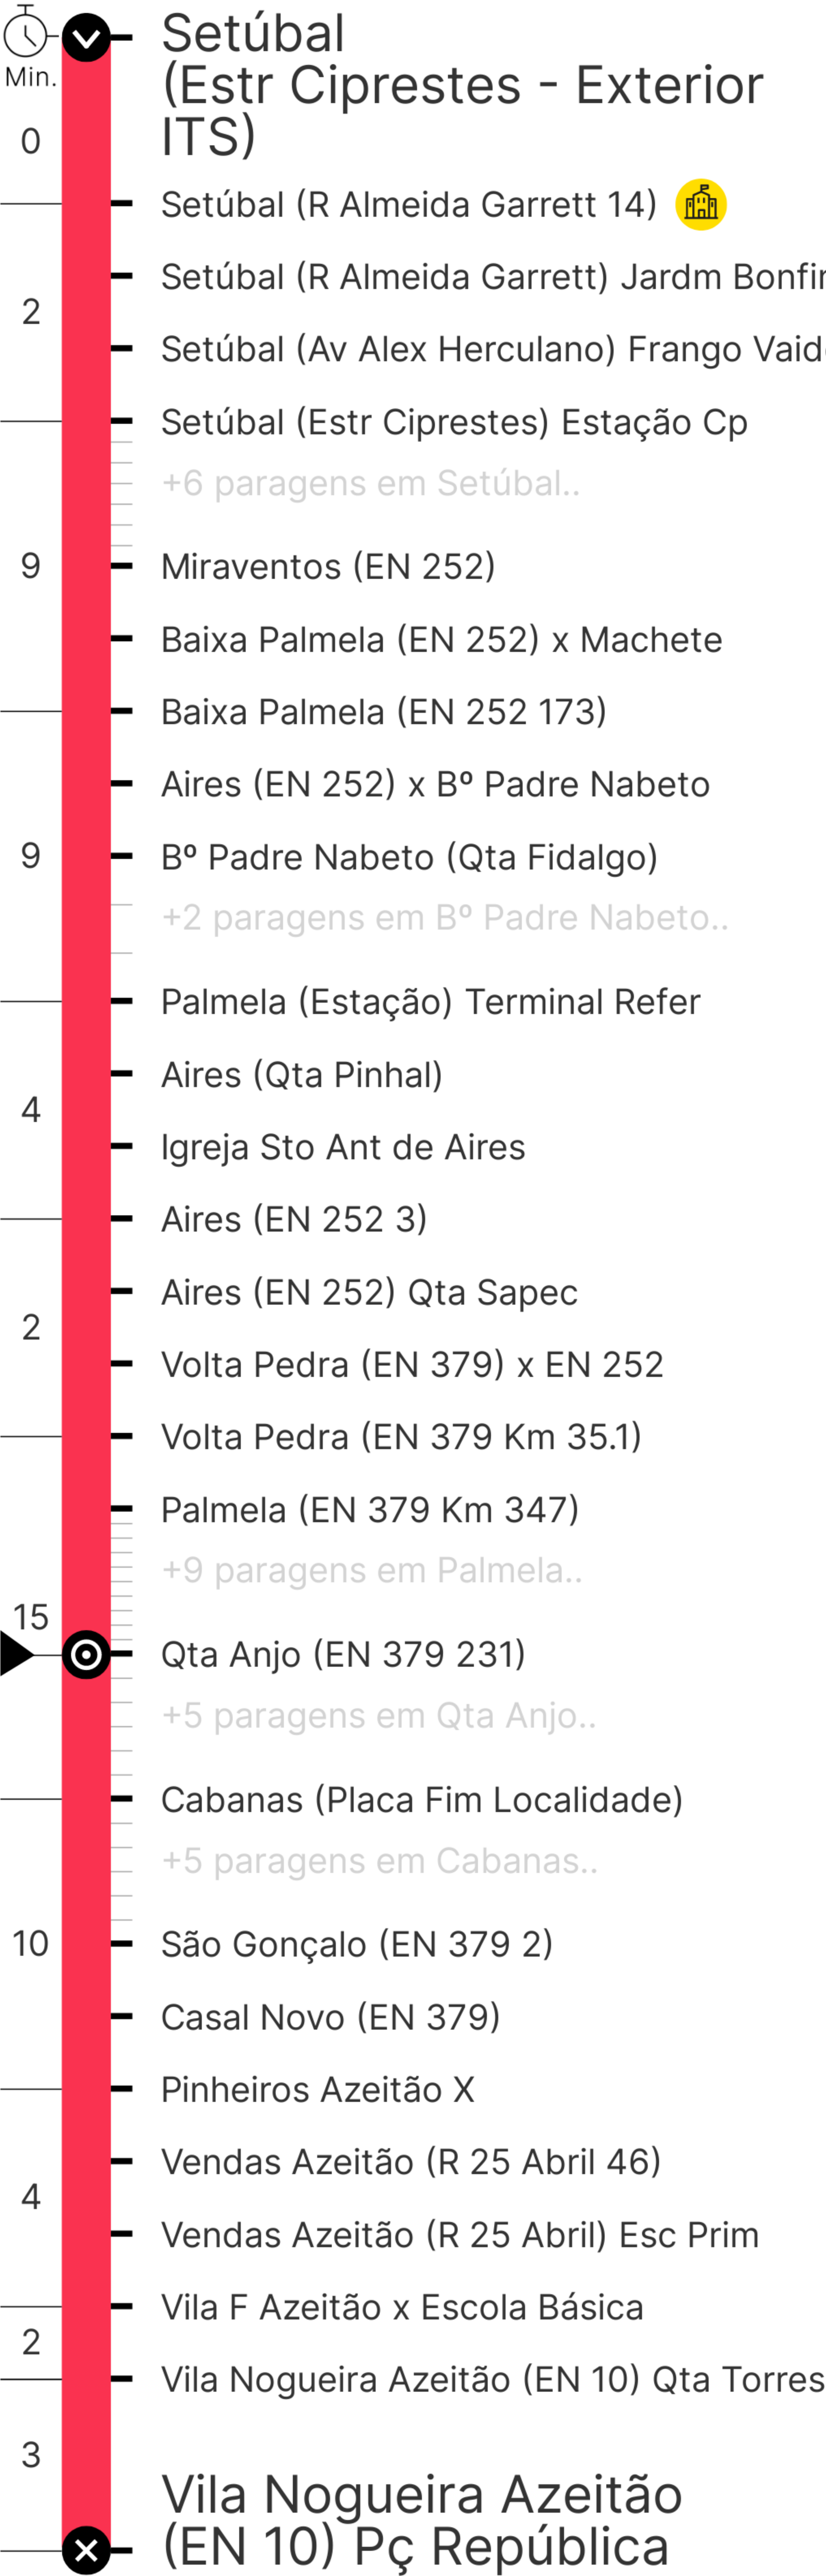 Setúbal
(Estr Ciprestes - Exterior
ITS)
Min.
0
Setúbal (R Almeida Garrett 14)
Setúbal (R Almeida Garrett) Jardm
2
Setúbal (Av Alex Herculano) Frango
Setúbal (Estr Ciprestes) Estação Cp
+6 paragens em Setúbal..
9
Miraventos (EN 252)
Baixa Palmela (EN 252) x Machete
Baixa Palmela (EN 252 173)
Aires (EN 252) x Bº Padre Nabeto
9
Bº Padre Nabeto (Qta Fidalgo)
+2 paragens em Bº Padre Nabeto..
Palmela (Estação) Terminal Refer
Aires (Qta Pinhal)
4
Igreja Sto Ant de Aires
Aires (EN 252 3)
Aires (EN 252) Qta Sapec
2
Volta Pedra (EN 379) x EN 252
Volta Pedra (EN 379 Km 35.1)
Palmela (EN 379 Km 347)
+9 paragens em Palmela..
15
Qta Anjo (EN 379 231)
+5 paragens em Qta Anjo..
Cabanas (Placa Fim Localidade)
+5 paragens em Cabanas..
10
São Gonçalo (EN 379 2)
Casal Novo (EN 379)
Pinheiros Azeitão X
Vendas Azeitão (R 25 Abril 46)
4
Vendas Azeitão (R 25 Abril) Esc Prim
Vila F Azeitão x Escola Básica
2
Vila Nogueira Azeitão (EN 10) Qta Torres
3
Vila Nogueira Azeitão
(EN 10) Pç República